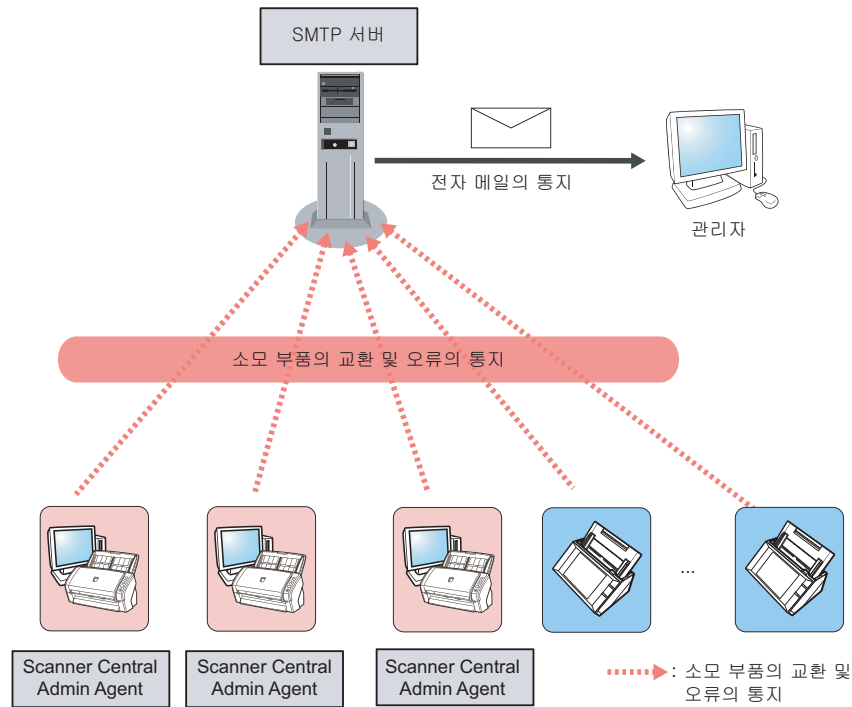 SMTP 서버
전자 메일의 통지
관리자
소모 부품의 교환 및 오류의 통지
...
Scanner Central
Admin Agent
Scanner Central
Admin Agent
Scanner Central
Admin Agent
: 소모 부품의 교환 및
오류의 통지